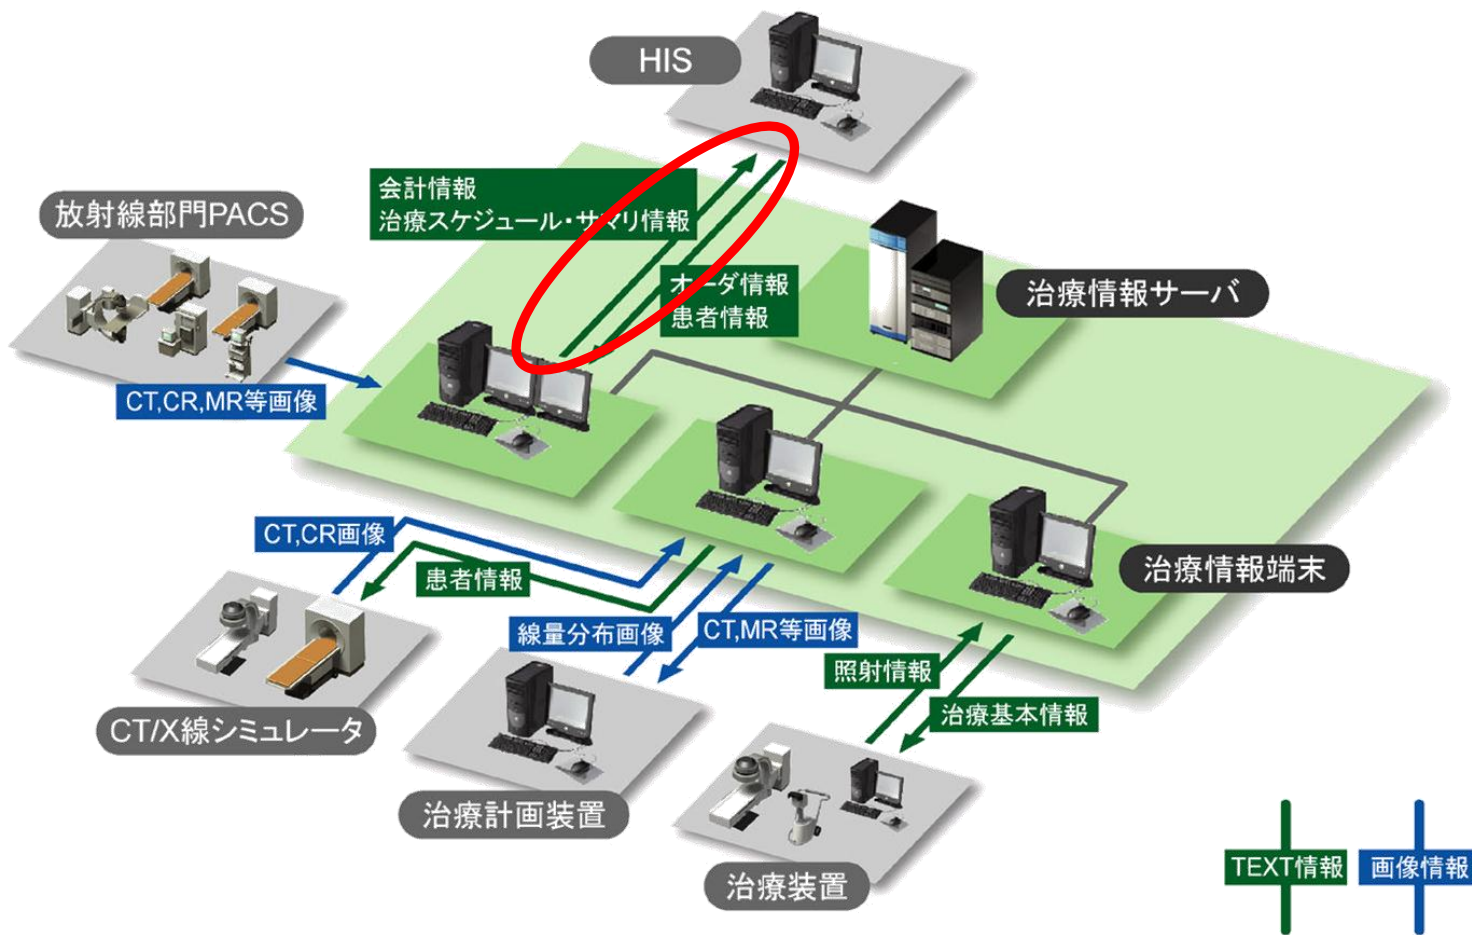 HIS
会計情報
治療スケジュール・サマリ情報
放射線部門PACS
オーダ情報
患者情報
治療情報サーバ
CT,CR,MR等画像
CT,CR画像
患者情報
治療情報端末
線量分布画像
CT,MR等画像
照射情報
治療基本情報
CT/X線シミュレータ
治療計画装置
治療装置
TEXT情報
画像情報